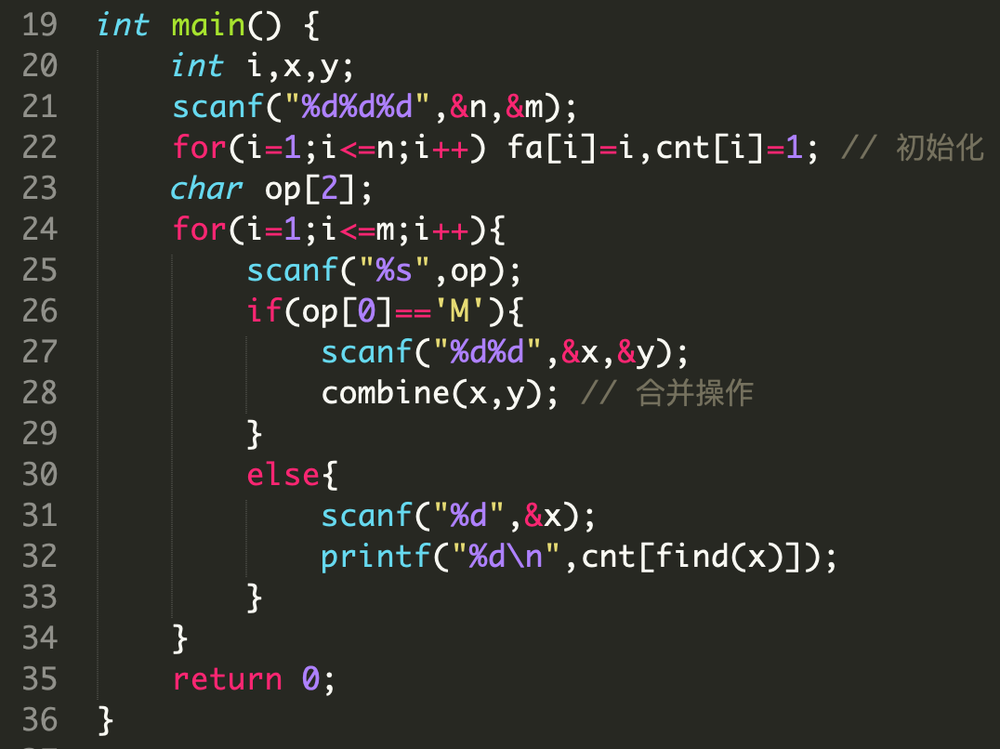 19 int main() {
20 int i,x,y;
21 scanf("%d%d%d",&n,&m);
22 for(i=1;i<=n;i++) fa[i]=i,cnt[i]=1; // 初始化
23 char op[2];
24 for(i=1;i<=m;i++){
25 scanf("%s",op);
26 if(op[0]=='M'){
27 scanf("%d%d",&x,&y);
28 combine(x,y); // 合并操作
29 }
30 else{
31 scanf("%d",&x);
32 printf("%d\n",cnt[find(x)]);
33 }
34 }
35 return 0;
36 }